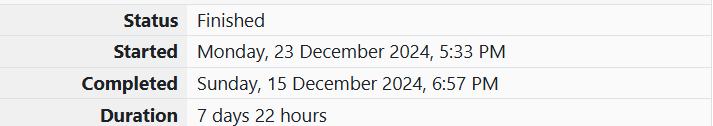 Status Finished
Started Monday, 23 December 2024, 5:33 PM
Completed Sunday, 15 December 2024, 6:57 PM
Duration 7 days 22 hours